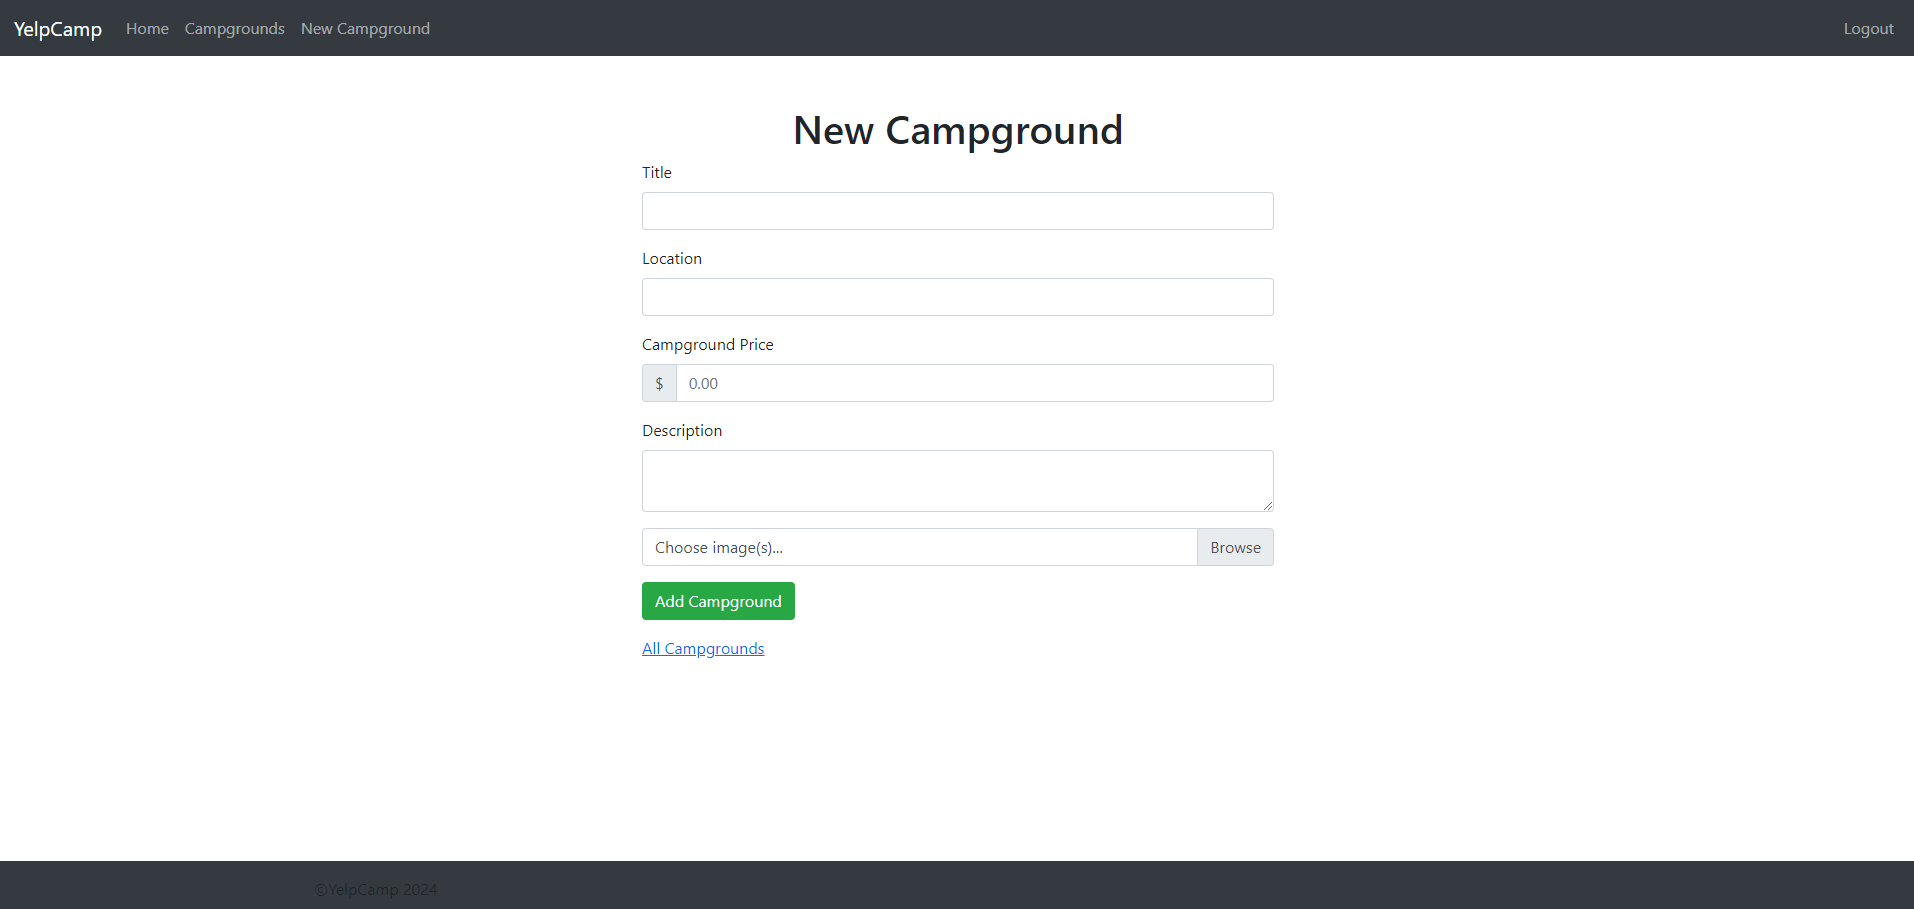 YelpCamp Home Campgrounds New Campground Logout
New Campground
Title
Location
Campground Price
$ 0.00
Description
Choose image(s)... Browse
Add Campground
All Campgrounds
©YelpCamp 2024